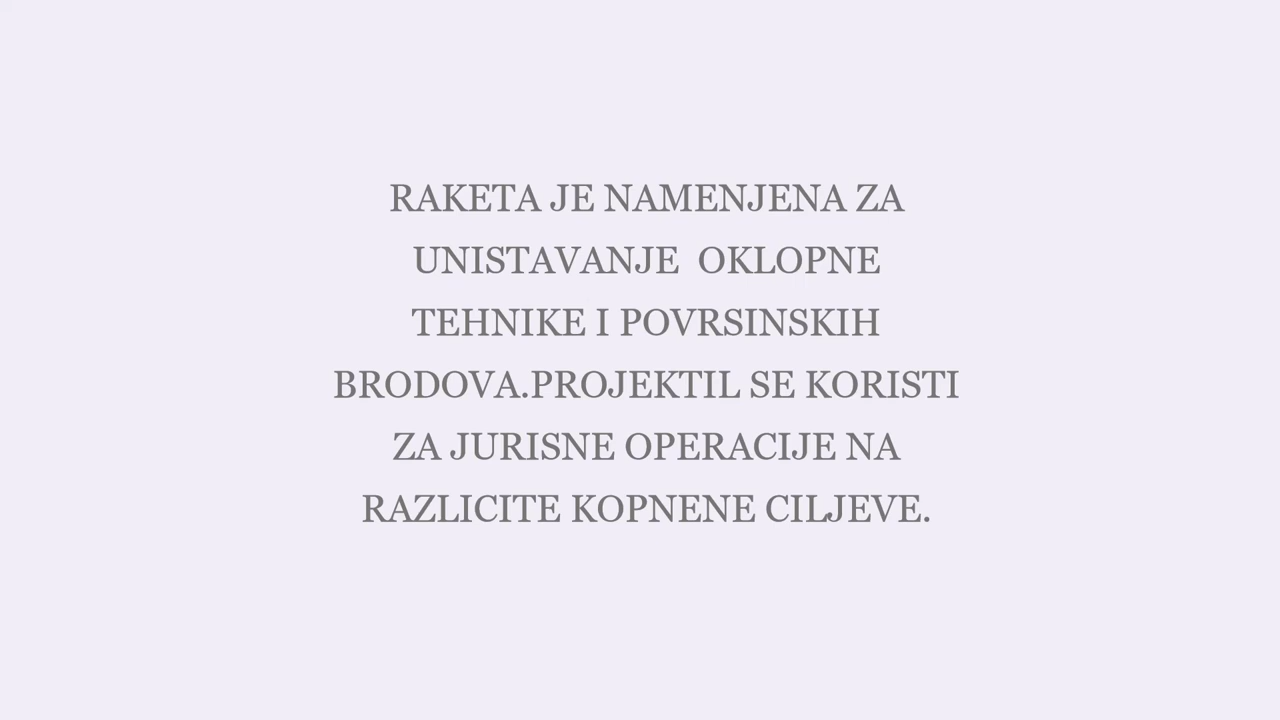 RAKETA JE NAMENJENA ZA
UNISTAVANJE  OKLOPNE
TEHNIKE I POVRSINSKIH
BRODOVA.PROJEKTIL SE KORISTI
ZA JURISNE OPERACIJE NA
RAZLICITE KOPNENE CILJEVE.